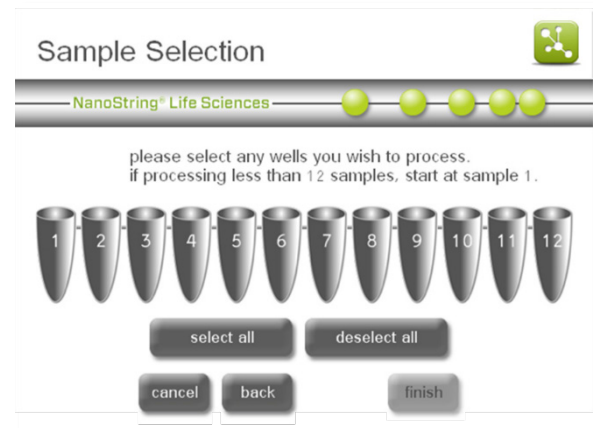 Sample Selection
NanoString® Life Sciences
please select any wells you wish to process.
if processing less than 12 samples, start at sample 1.
1 2 3 4 5 6 7 8 9 10 11 12
select all deselect all
cancel back finish